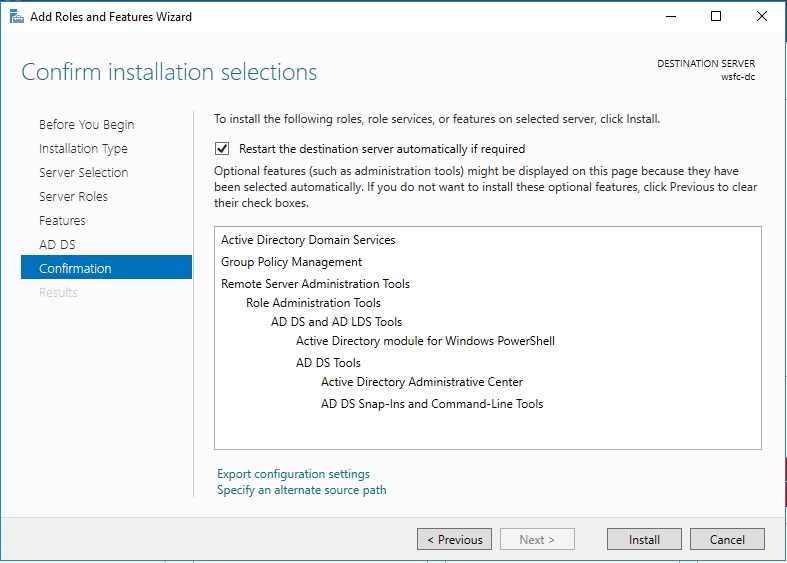 Add Roles and Features Wizard
Confirm installation selections
DESTINATION SERVER
wsfc-dc
Before You Begin
Installation Type
Server Selection
Server Roles
Features
AD DS
Confirmation
Results
To install the following roles, role services, or features on selected server, click Install.
Restart the destination server automatically if required
Optional features (such as administration tools) might be displayed on this page because they have
been selected automatically. If you do not want to install these optional features, click Previous to clear
their check boxes.
Active Directory Domain Services
Group Policy Management
Remote Server Administration Tools
Role Administration Tools
AD DS and AD LDS Tools
Active Directory module for Windows PowerShell
AD DS Tools
Active Directory Administrative Center
AD DS Snap-Ins and Command-Line Tools
Export configuration settings
Specify an alternate source path
< Previous
Next >
Install
Cancel